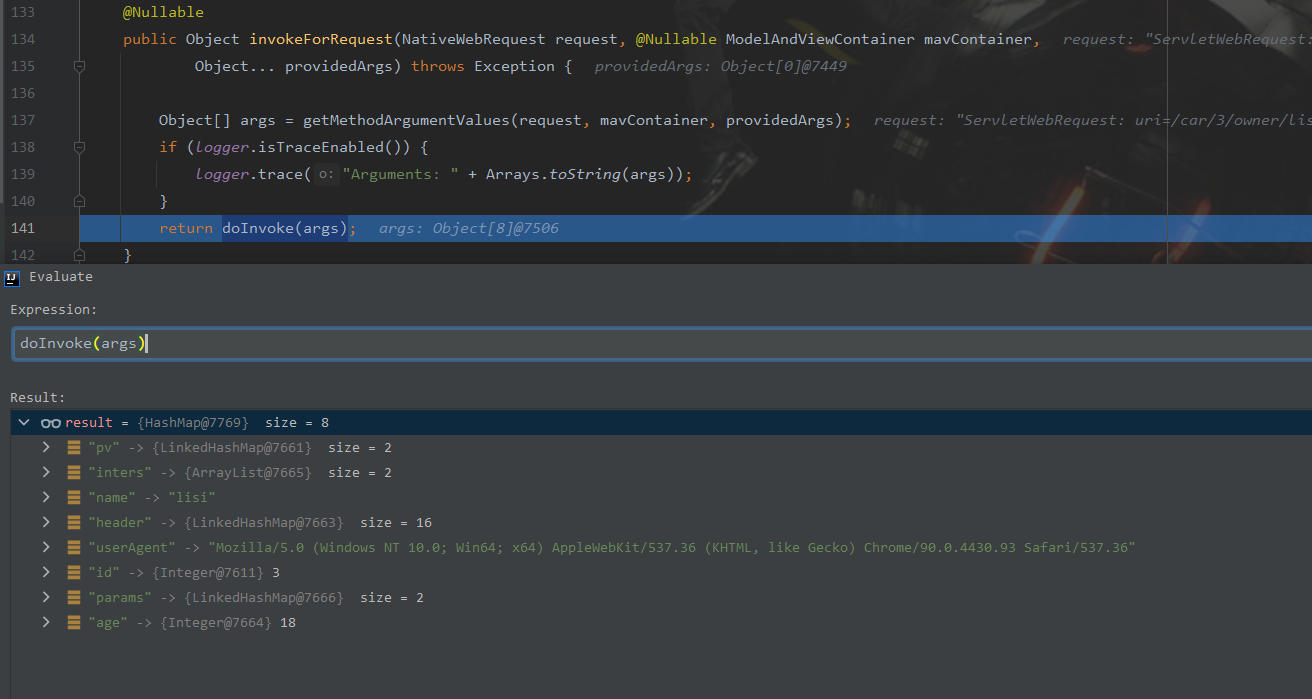 133 @Nullable
134 public Object invokeForRequest(NativeWebRequest request, @Nullable ModelAndViewContainer mavContainer, request: "ServletWebRequest:
135 Object... providedArgs) throws Exception { providedArgs: Object[0]@7449
136
137 Object[] args = getMethodArgumentValues(request, mavContainer, providedArgs); request: "ServletWebRequest: uri=/car/3/owner/lis
138 if (logger.isTraceEnabled()) {
139 logger.trace( o: "Arguments: " + Arrays.toString(args));
140 }
141 return doInvoke(args); args: Object[8]@7506
142 }
IJ Evaluate
Expression:
doInvoke(args)
Result:
result = {HashMap@7769} size = 8
"pv" -> {LinkedHashMap@7661} size = 2
"inters" -> {ArrayList@7665} size = 2
"name" -> "lisi"
"header" -> {LinkedHashMap@7663} size = 16
"userAgent" -> "Mozilla/5.0 (Windows NT 10.0; Win64; x64) AppleWebKit/537.36 (KHTML, like Gecko) Chrome/90.0.4430.93 Safari/537.36"
"id" -> {Integer@7611} 3
"params" -> {LinkedHashMap@7666} size = 2
"age" -> {Integer@7664} 18